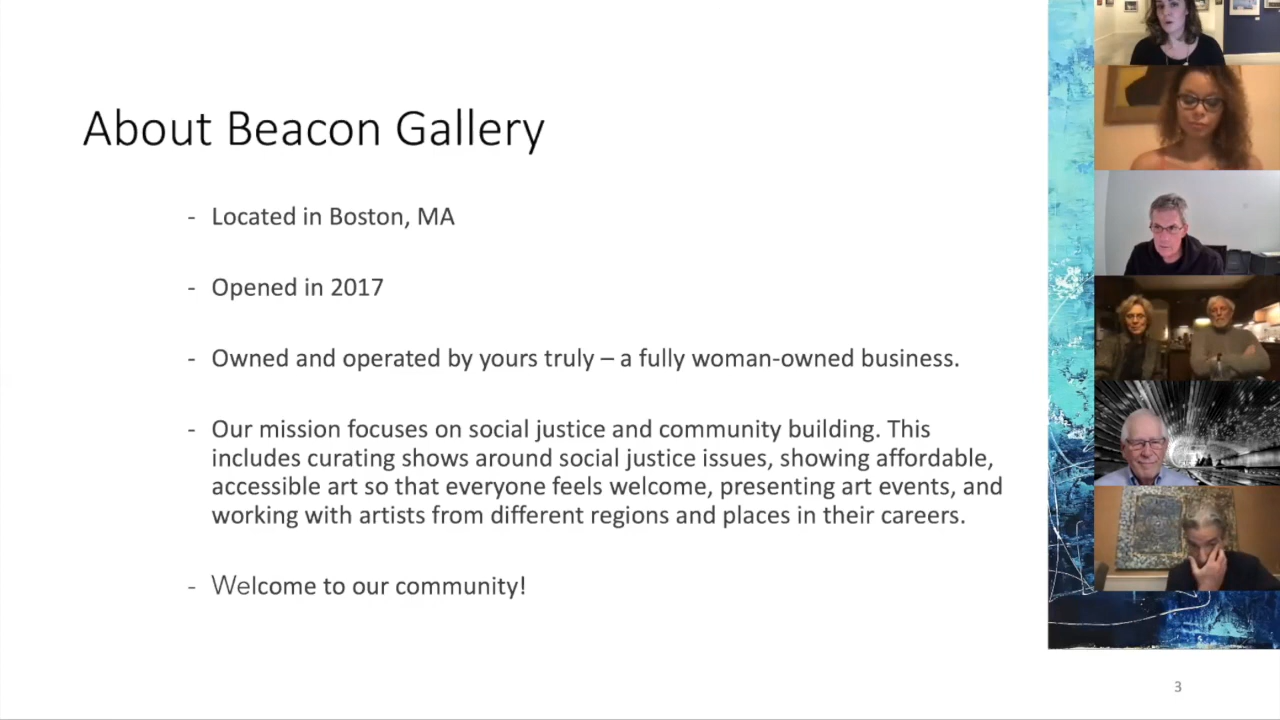 About Beacon Gallery
- Located in Boston, MA
- Opened in 2017
- Owned and operated by yours truly – a fully woman-owned business.
- Our mission focuses on social justice and community building. This
includes curating shows around social justice issues, showing affordable,
accessible art so that everyone feels welcome, presenting art events, and
working with artists from different regions and places in their careers.
- Welcome to our community!
3